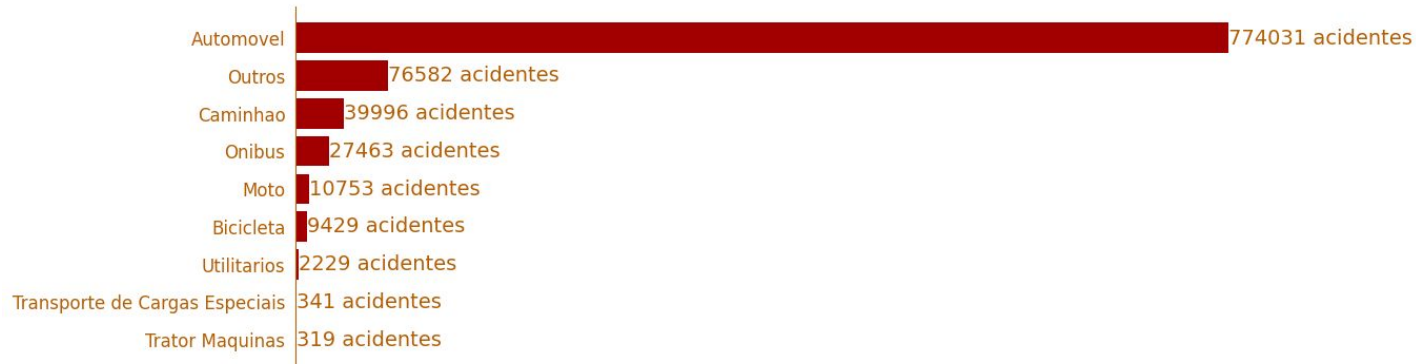 Automovel 774031 acidentes
Outros 76582 acidentes
Caminhao 39996 acidentes
Onibus 27463 acidentes
Moto 10753 acidentes
Bicicleta 9429 acidentes
Utilitarios 2229 acidentes
Transporte de Cargas Especiais 341 acidentes
Trator Maquinas 319 acidentes